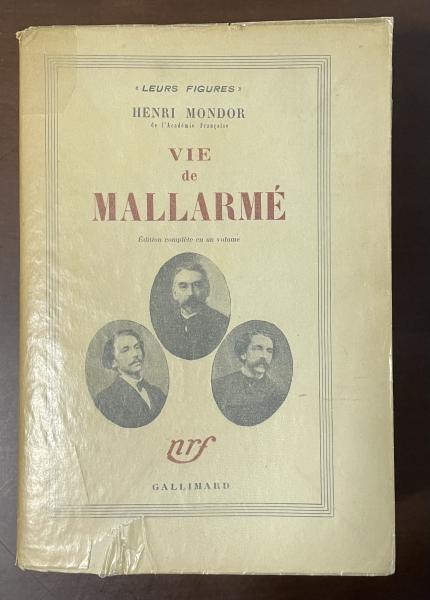 « LEURS FIGURES »
HENRI MONDOR
de l'Académie Française
VIE
de
MALLARMÉ
Édition complète en un volume
nrf
GALLIMARD